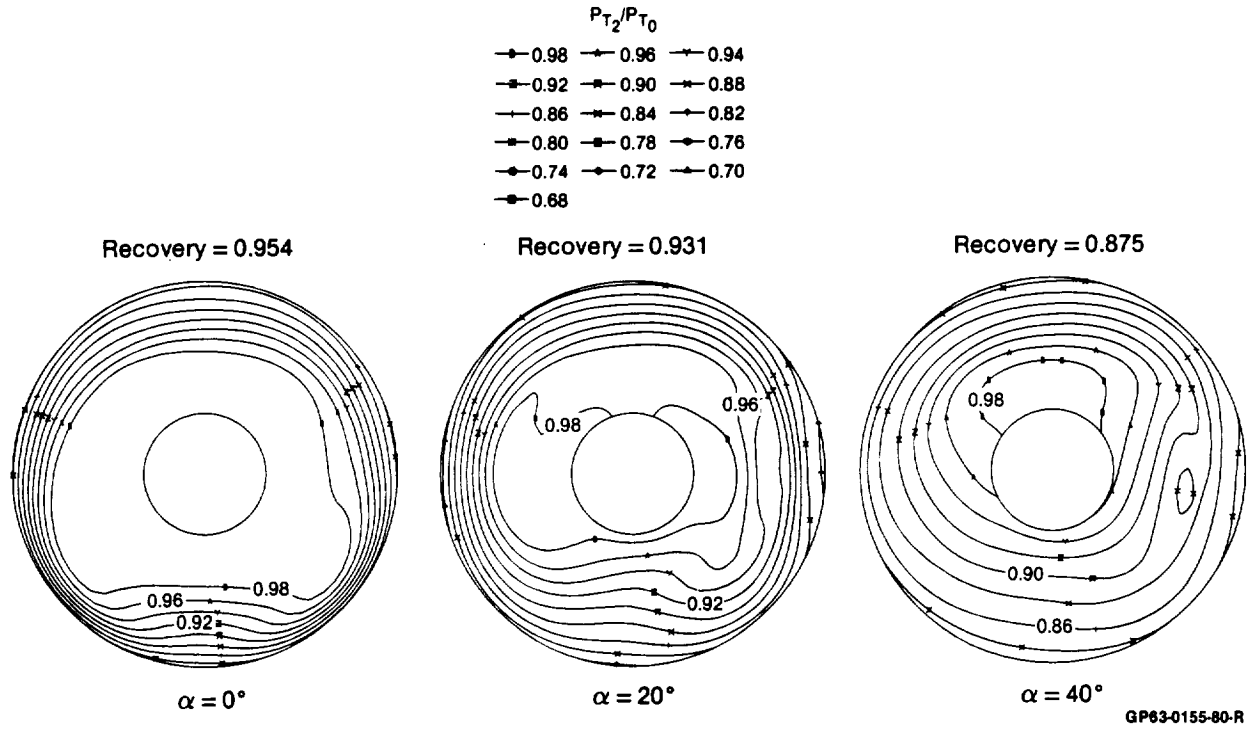 P_T2/P_T0
0.98 0.96 0.94
0.92 0.90 0.88
0.86 0.84 0.82
0.80 0.78 0.76
0.74 0.72 0.70
0.68
Recovery = 0.954 Recovery = 0.931 Recovery = 0.875
0.98
0.96
0.92
0.98
0.96
0.92
0.98
0.90
0.86
α = 0° α = 20° α = 40°
GP63-0155-80-R